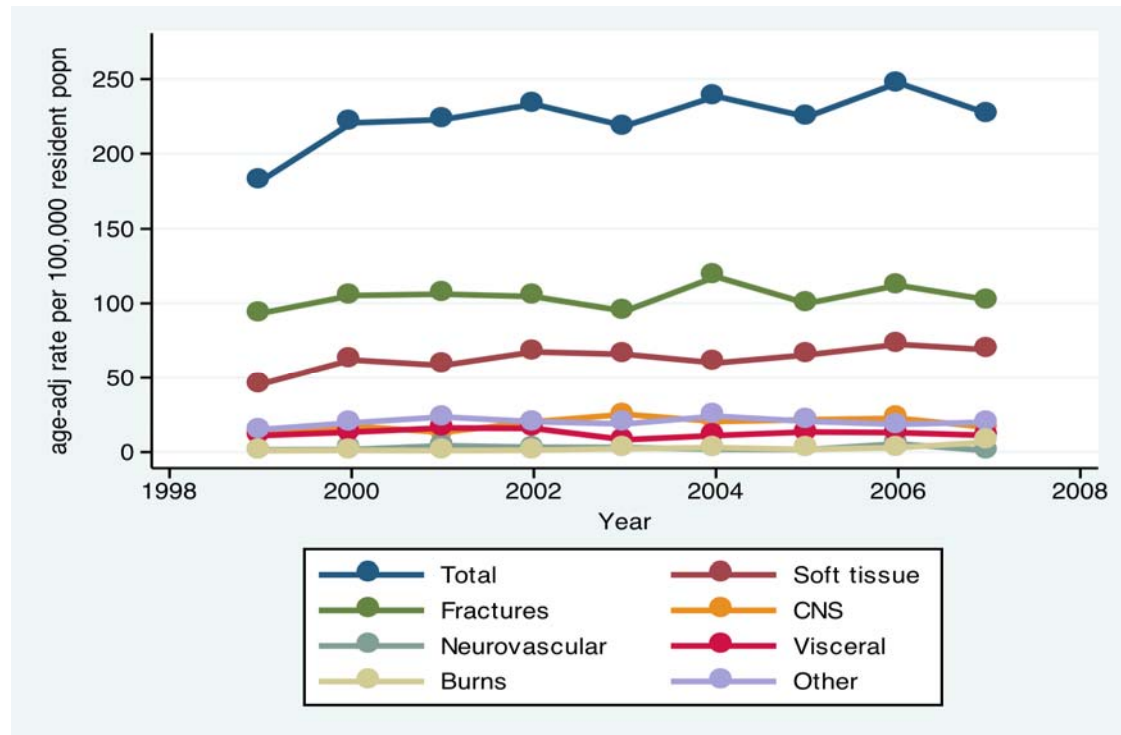 age-adj rate per 100,000 resident popn
250
200
150
100
50
0
1998 2000 2002 2004 2006 2008
Year
Total Soft tissue
Fractures CNS
Neurovascular Visceral
Burns Other